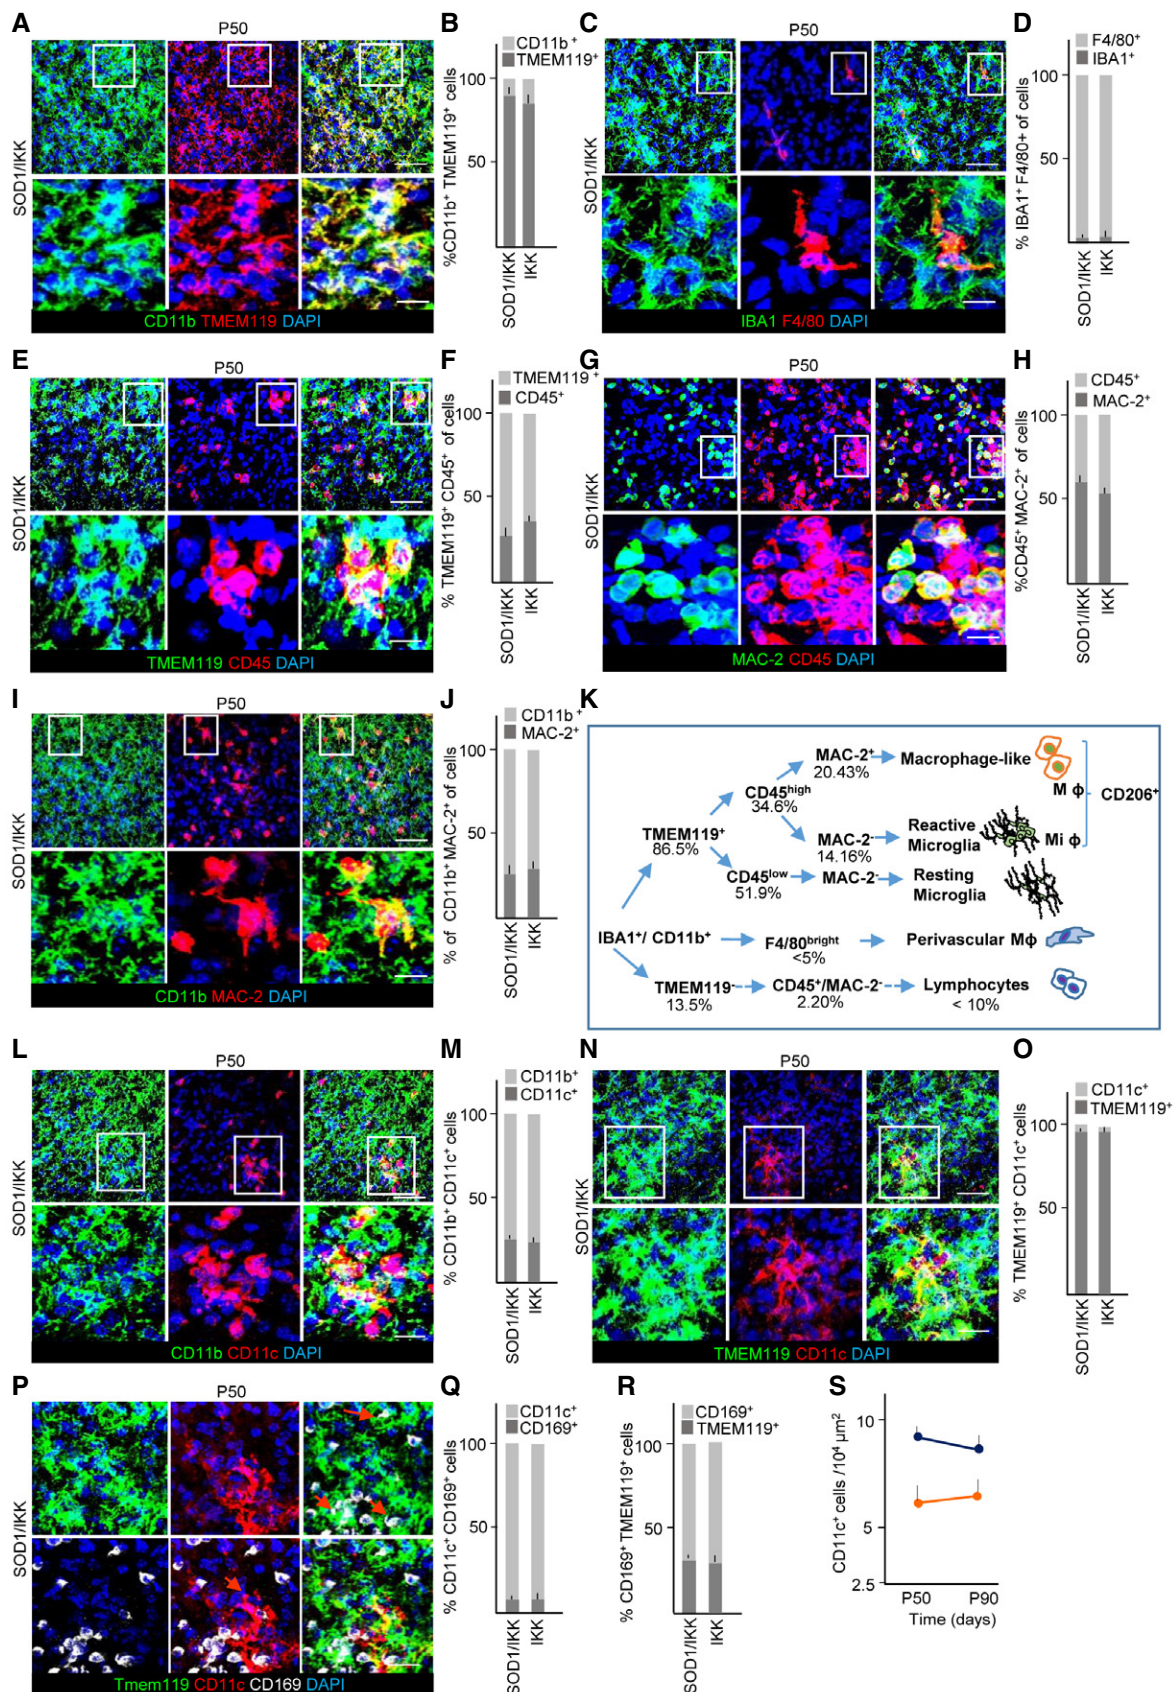 A
P50
SOD1/IKK
CD11b TMEM119 DAPI
B
CD11b+
TMEM119+
%CD11b+ TMEM119+ of cells
100
50
SOD1/IKK
IKK
C
P50
SOD1/IKK
IBA1 F4/80 DAPI
D
F4/80+
IBA1+
% IBA1+ F4/80+ of cells
100
50
SOD1/IKK
IKK
E
P50
SOD1/IKK
TMEM119 CD45 DAPI
F
TMEM119+
CD45+
% TMEM119+ CD45+ of cells
100
50
SOD1/IKK
IKK
G
P50
SOD1/IKK
MAC-2 CD45 DAPI
H
CD45+
MAC-2+
%CD45+ MAC-2+ of cells
100
50
SOD1/IKK
IKK
I
P50
SOD1/IKK
CD11b MAC-2 DAPI
J
CD11b+
MAC-2+
% of CD11b+ MAC-2+ of cells
100
50
SOD1/IKK
IKK
K
MAC-2+
20.43%
Macrophage-like
M ϕ
CD206+
CD45high
34.6%
TMEM119+
86.5%
MAC-2-
14.16%
Reactive
Microglia
Mi ϕ
CD45low
51.9%
MAC-2-
Resting
Microglia
IBA1+/ CD11b+
F4/80bright
<5%
Perivascular Mϕ
TMEM119-
13.5%
CD45+/MAC-2-
2.20%
Lymphocytes
< 10%
L
P50
SOD1/IKK
CD11b CD11c DAPI
M
CD11b+
CD11c+
% CD11b+ CD11c+ cells
100
50
SOD1/IKK
IKK
N
P50
SOD1/IKK
TMEM119 CD11c DAPI
O
CD11c+
TMEM119+
% TMEM119+ CD11c+ cells
100
50
SOD1/IKK
IKK
P
P50
SOD1/IKK
Tmem119 CD11c CD169 DAPI
Q
CD11c+
CD169+
% CD11c+ CD169+ cells
100
50
SOD1/IKK
IKK
R
CD169+
TMEM119+
% CD169+ TMEM119+ cells
100
50
SOD1/IKK
IKK
S
CD11c+ cells /10⁴ µm²
10
5
2.5
P50
P90
Time (days)